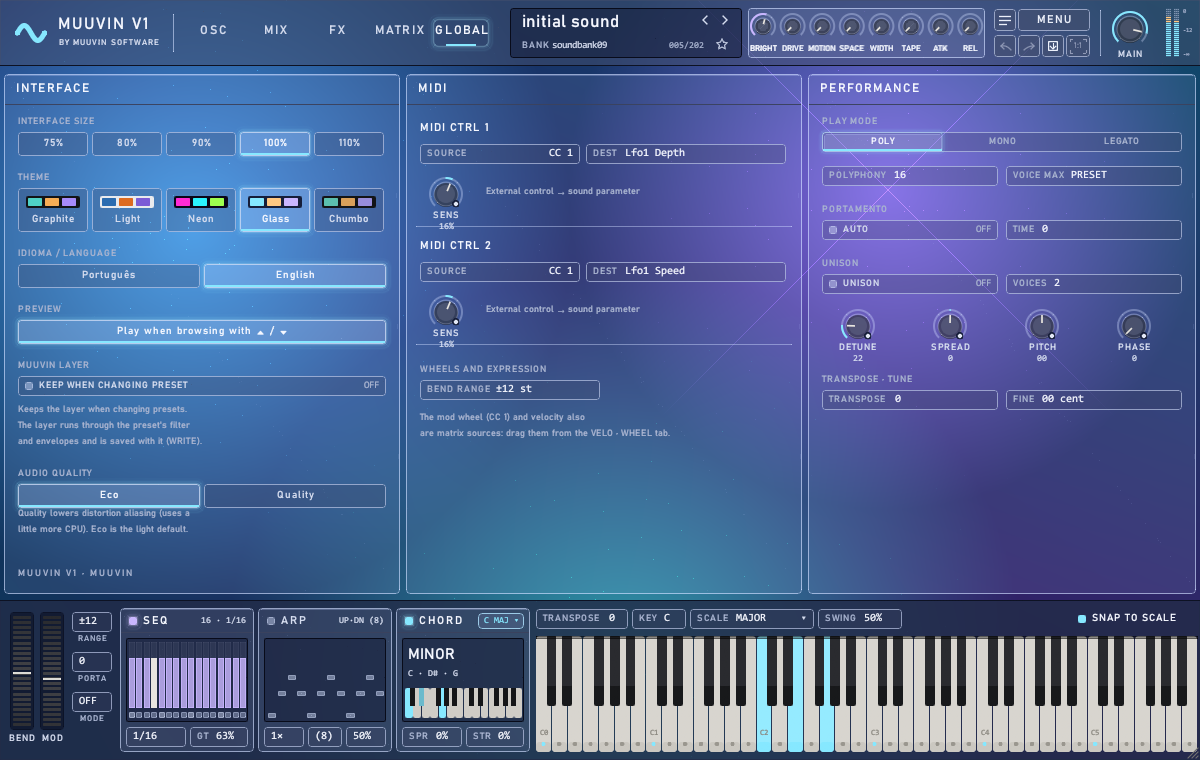 MUUVIN V1
BY MUUVIN SOFTWARE
OSC MIX FX MATRIX GLOBAL
initial sound
BANK soundbank09 005/202
BRIGHT DRIVE MOTION SPACE WIDTH TAPE ATK REL
MENU
1:1
MAIN
0
-12
INTERFACE
INTERFACE SIZE
75% 80% 90% 100% 110%
THEME
Graphite Light Neon Glass Chumbo
IDIOMA / LANGUAGE
Português English
PREVIEW
Play when browsing with ▲ / ▼
MUUVIN LAYER
KEEP WHEN CHANGING PRESET OFF
Keeps the layer when changing presets.
The layer runs through the preset's filter
and envelopes and is saved with it (WRITE).
AUDIO QUALITY
Eco Quality
Quality lowers distortion aliasing (uses a
little more CPU). Eco is the light default.
MUUVIN V1 · MUUVIN
MIDI
MIDI CTRL 1
SOURCE CC 1 DEST Lfo1 Depth
External control → sound parameter
SENS
16%
MIDI CTRL 2
SOURCE CC 1 DEST Lfo1 Speed
External control → sound parameter
SENS
16%
WHEELS AND EXPRESSION
BEND RANGE ±12 st
The mod wheel (CC 1) and velocity also
are matrix sources: drag them from the VELO · WHEEL tab.
PERFORMANCE
PLAY MODE
POLY MONO LEGATO
POLYPHONY 16 VOICE MAX PRESET
PORTAMENTO
AUTO OFF TIME 0
UNISON
UNISON OFF VOICES 2
DETUNE SPREAD PITCH PHASE
22 0 00 0
TRANSPOSE · TUNE
TRANSPOSE 0 FINE 00 cent
±12
RANGE
0
PORTA
OFF
MODE
BEND MOD
SEQ 16 · 1/16
1/16 GT 63%
ARP UP·DN (8)
1× (8) 50%
CHORD C MAJ ▾
MINOR
C · D# · G
SPR 0% STR 0%
TRANSPOSE 0 KEY C SCALE MAJOR ▾ SWING 50% SNAP TO SCALE
C0 C1 C2 C3 C4 C5